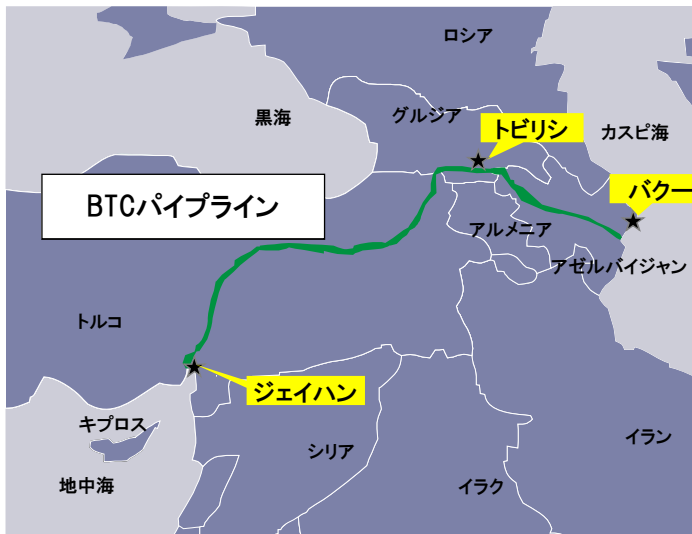 ロシア
黒海
グルジア
トビリシ
カスピ海
BTCパイプライン
バクー
アルメニア
アゼルバイジャン
トルコ
ジェイハン
キプロス
シリア
イラン
地中海
イラク